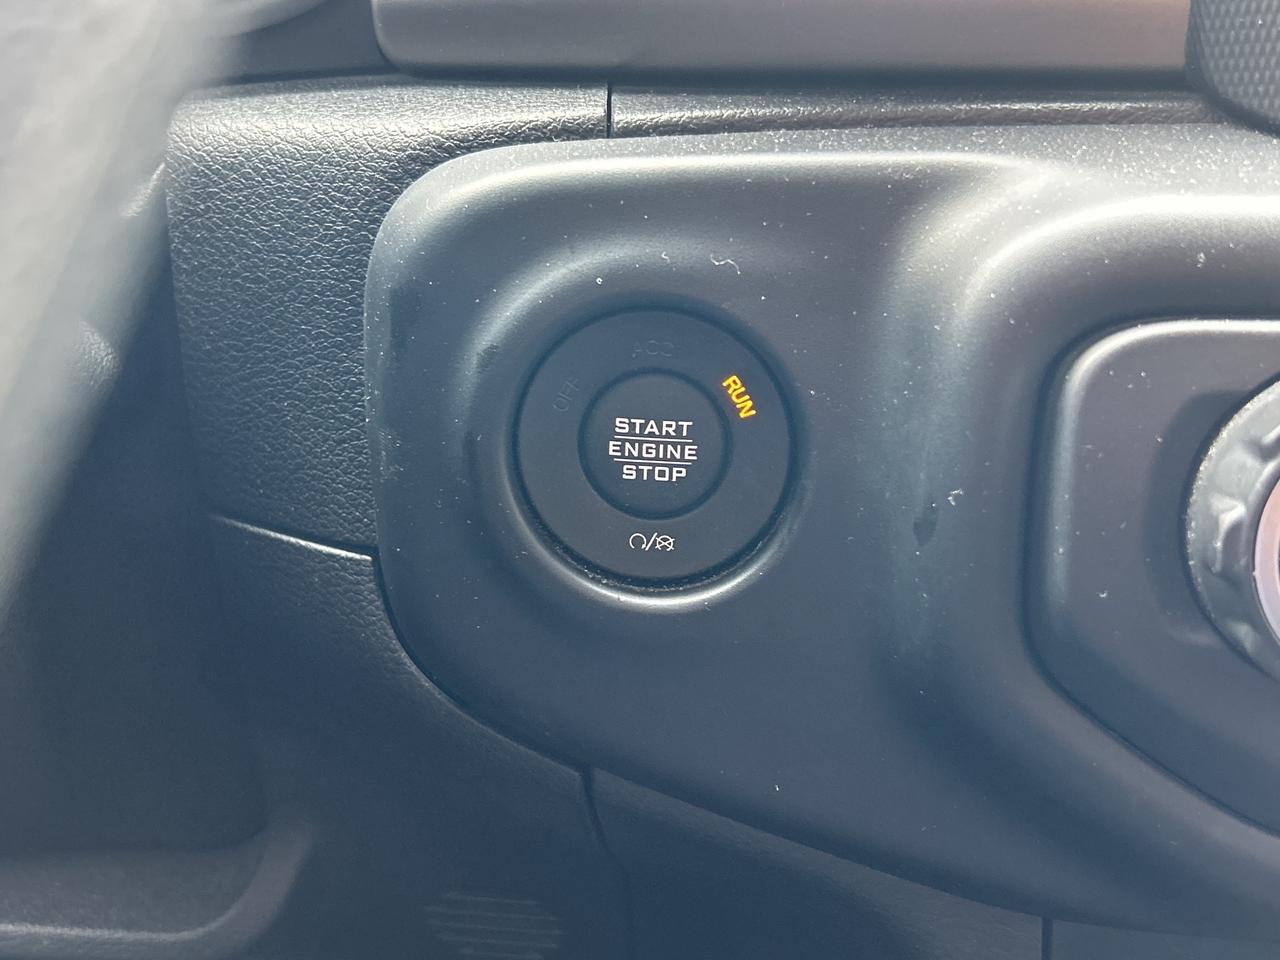 ACC
OFF
RUN
START
ENGINE
STOP